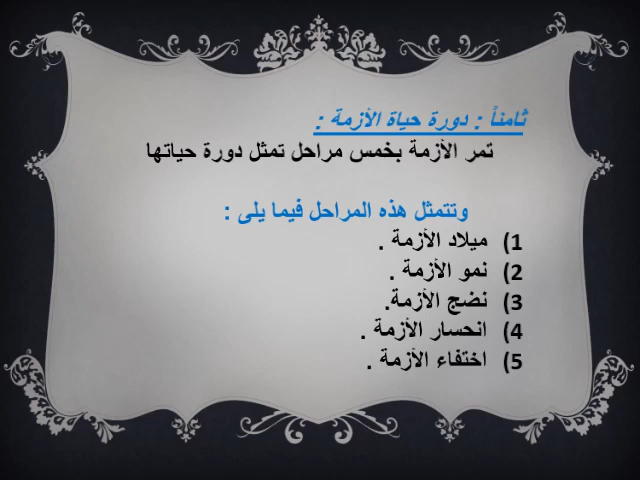 ثامناً : دورة حياة الأزمة :
تمر الأزمة بخمس مراحل تمثل دورة حياتها
وتتمثل هذه المراحل فيما يلى :
1) ميلاد الأزمة .
2) نمو الأزمة .
3) نضج الأزمة.
4) انحسار الأزمة .
5) اختفاء الأزمة .